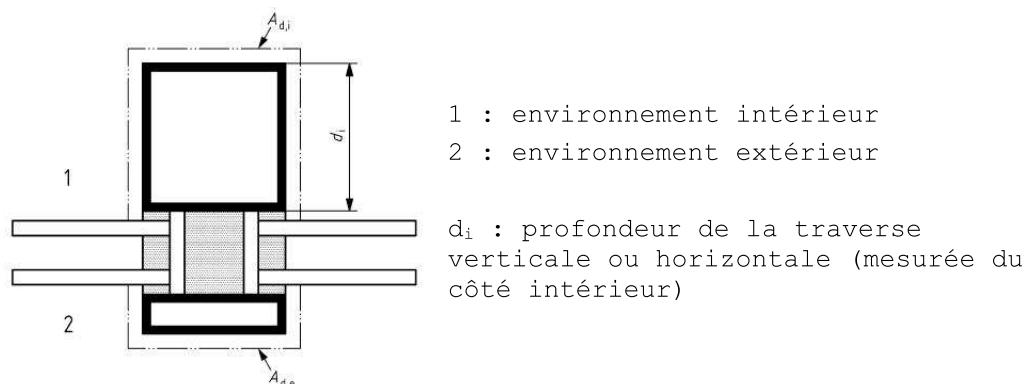 A_d,i
d_i
1 : environnement intérieur
2 : environnement extérieur
1
d_i : profondeur de la traverse
verticale ou horizontale (mesurée du
côté intérieur)
2
A_d,e